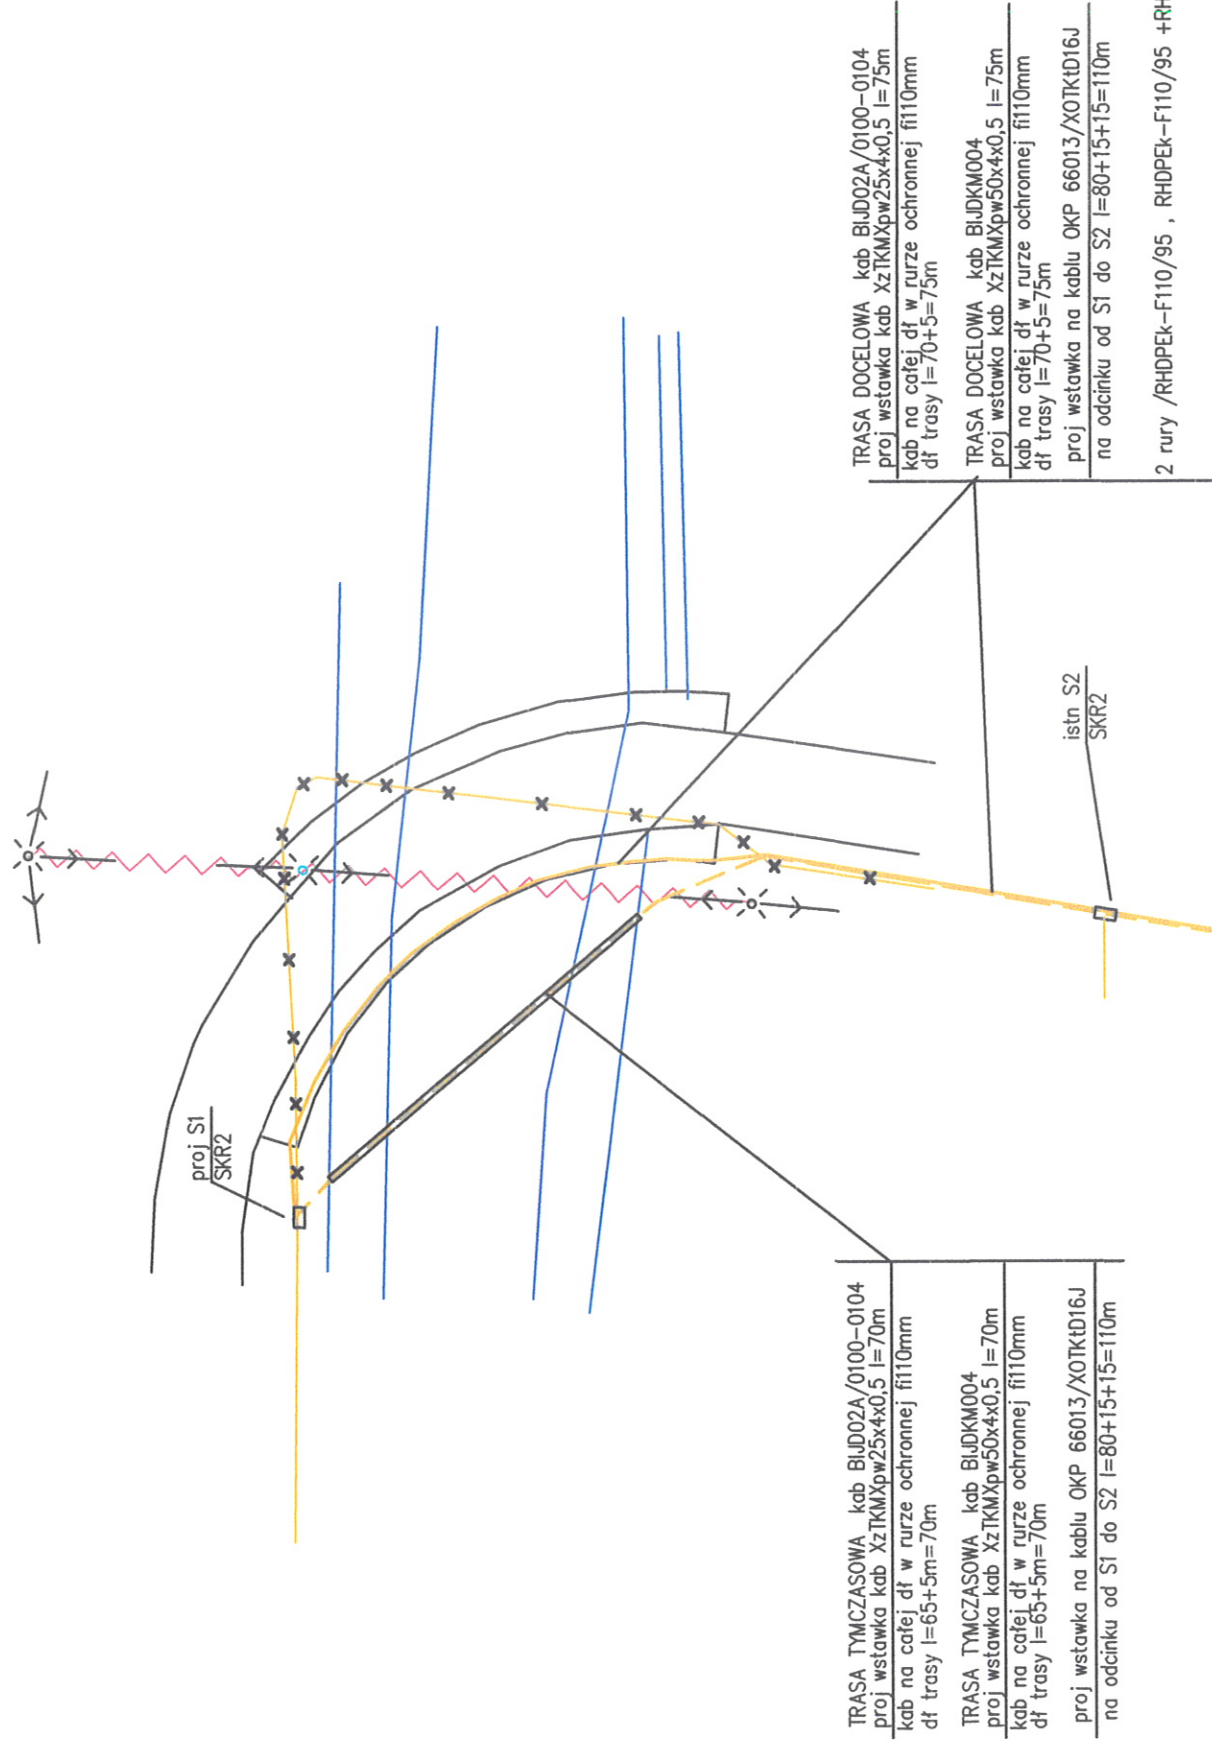 TRASA DOCELOWA kab BIJD02A/0100-0104
proj wstawka kab XzTKMXpw25x4x0,5 l=75m
kab na całej dł w rurze ochronnej fi110mm
dł trasy l=70+5=75m
TRASA DOCELOWA kab BIJDKM004
proj wstawka kab XzTKMXpw50x4x0,5 l=75m
kab na całej dł w rurze ochronnej fi110mm
dł trasy l=70+5=75m
proj wstawka na kablu OKP 66013/XOTKtD16J
na odcinku od S1 do S2 l=80+15+15=110m
2 rury /RHDPEk-F110/95 , RHDPEk-F110/95 +RH
istn S2
SKR2
proj S1
SKR2
TRASA TYMCZASOWA kab BIJD02A/0100-0104
proj wstawka kab XzTKMXpw25x4x0,5 l=70m
kab na całej dł w rurze ochronnej fi110mm
dł trasy l=65+5m=70m
TRASA TYMCZASOWA kab BIJDKM004
proj wstawka kab XzTKMXpw50x4x0,5 l=70m
kab na całej dł w rurze ochronnej fi110mm
dł trasy l=65+5m=70m
proj wstawka na kablu OKP 66013/XOTKtD16J
na odcinku od S1 do S2 l=80+15+15=110m